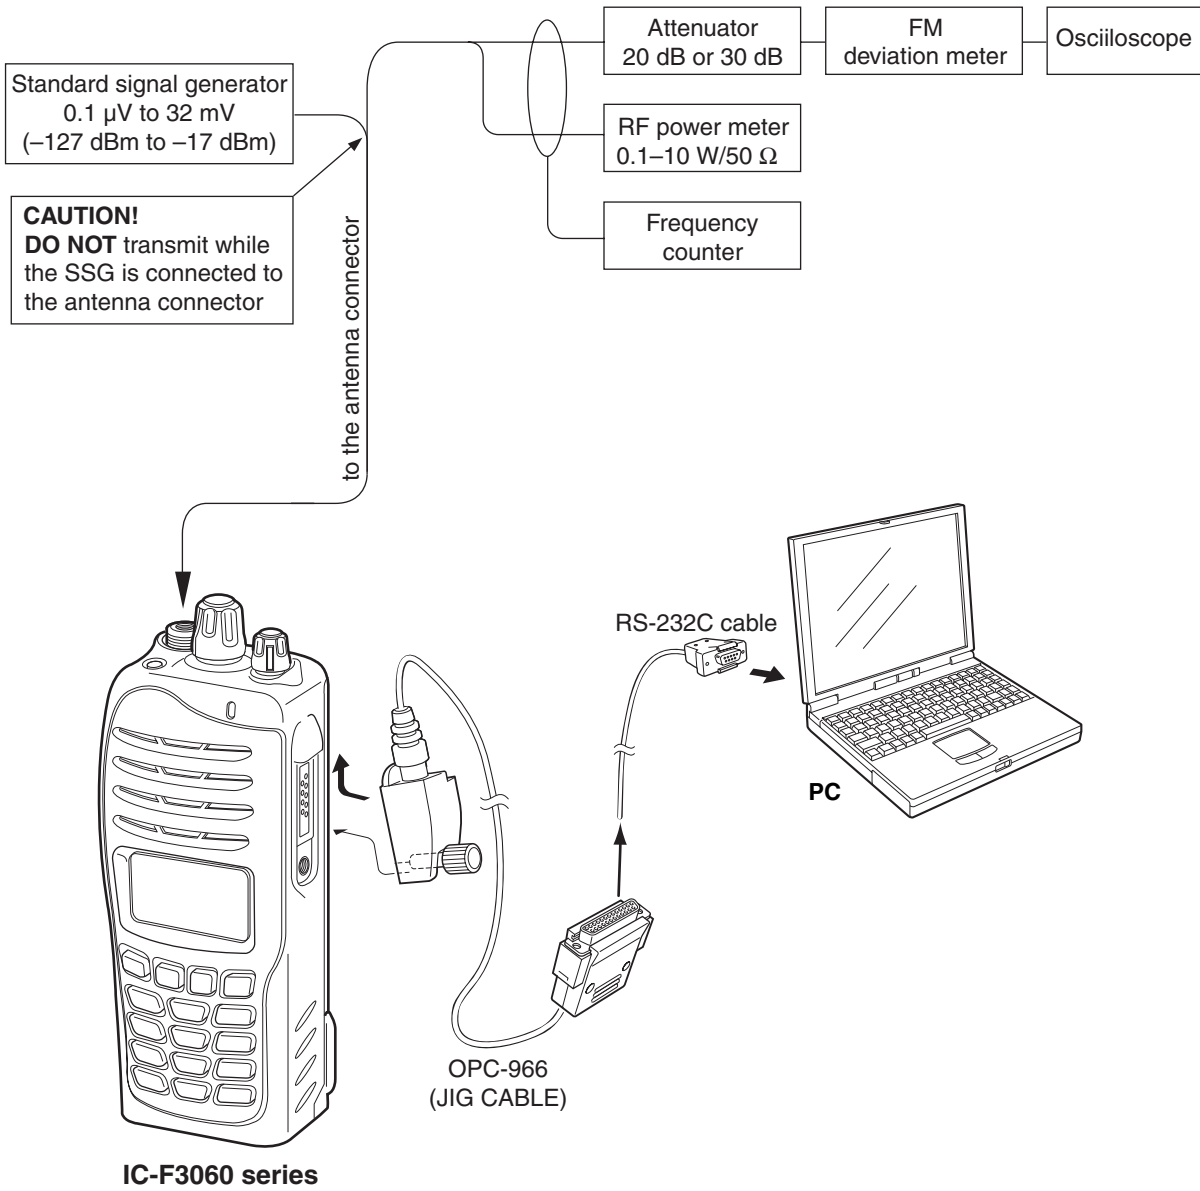 Attenuator
20 dB or 30 dB
FM
deviation meter
Osciiloscope
Standard signal generator
0.1 µV to 32 mV
(–127 dBm to –17 dBm)
RF power meter
0.1–10 W/50 Ω
CAUTION!
DO NOT transmit while
the SSG is connected to
the antenna connector
Frequency
counter
to the antenna connector
RS-232C cable
PC
OPC-966
(JIG CABLE)
IC-F3060 series